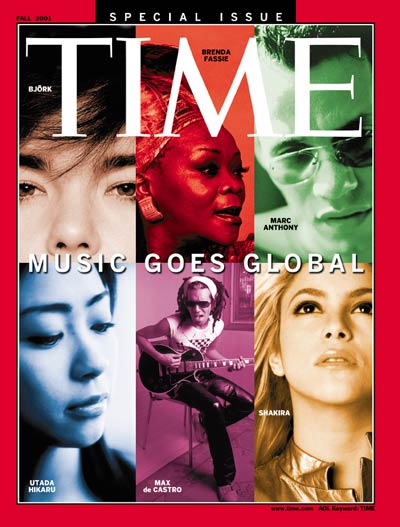 SPECIAL ISSUE
FALL 2001
TIME
BJÖRK
BRENDA
FASSIE
MARC
ANTHONY
MUSIC GOES GLOBAL
SHAKIRA
UTADA
HIKARU
MAX
de CASTRO
www.time.com AOL Keyword: TIME